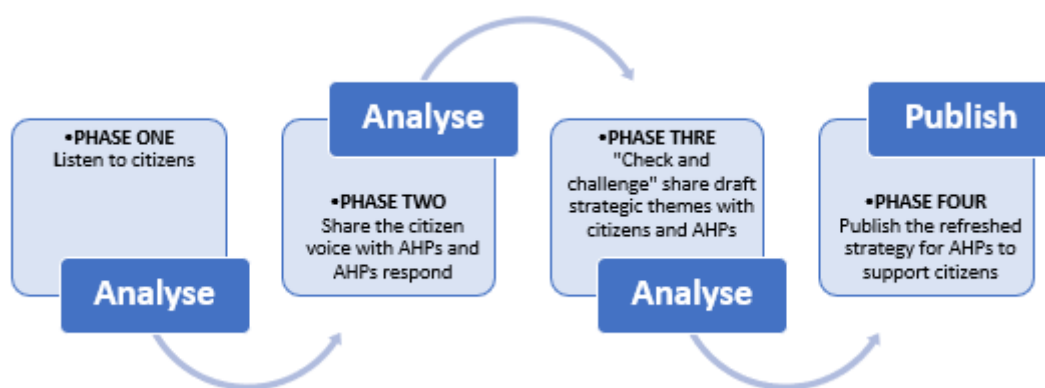 •PHASE ONE
Listen to citizens
Analyse
Analyse
•PHASE TWO
Share the citizen
voice with AHPs and
AHPs respond
•PHASE THRE
"Check and
challenge" share draft
strategic themes with
citizens and AHPs
Analyse
Publish
•PHASE FOUR
Publish the refreshed
strategy for AHPs to
support citizens